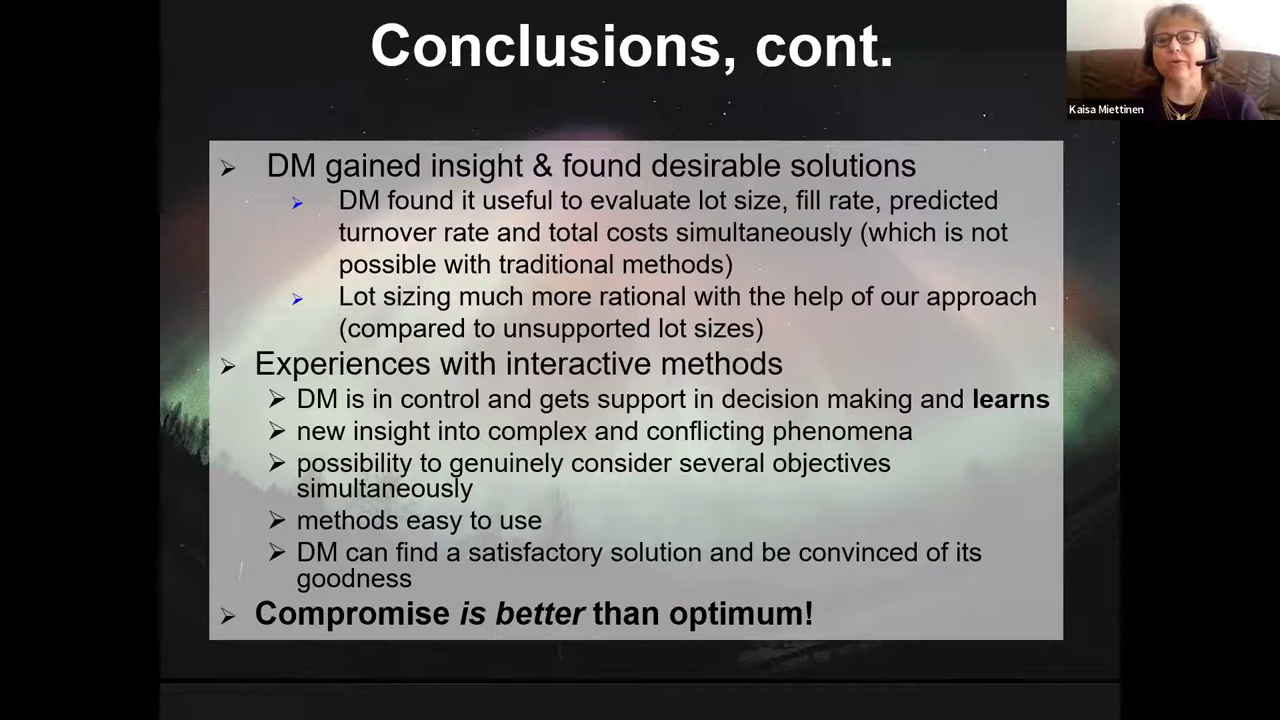 Conclusions, cont.
Kaisa Miettinen
DM gained insight & found desirable solutions
DM found it useful to evaluate lot size, fill rate, predicted
turnover rate and total costs simultaneously (which is not
possible with traditional methods)
Lot sizing much more rational with the help of our approach
(compared to unsupported lot sizes)
Experiences with interactive methods
DM is in control and gets support in decision making and learns
new insight into complex and conflicting phenomena
possibility to genuinely consider several objectives
simultaneously
methods easy to use
DM can find a satisfactory solution and be convinced of its
goodness
Compromise is better than optimum!